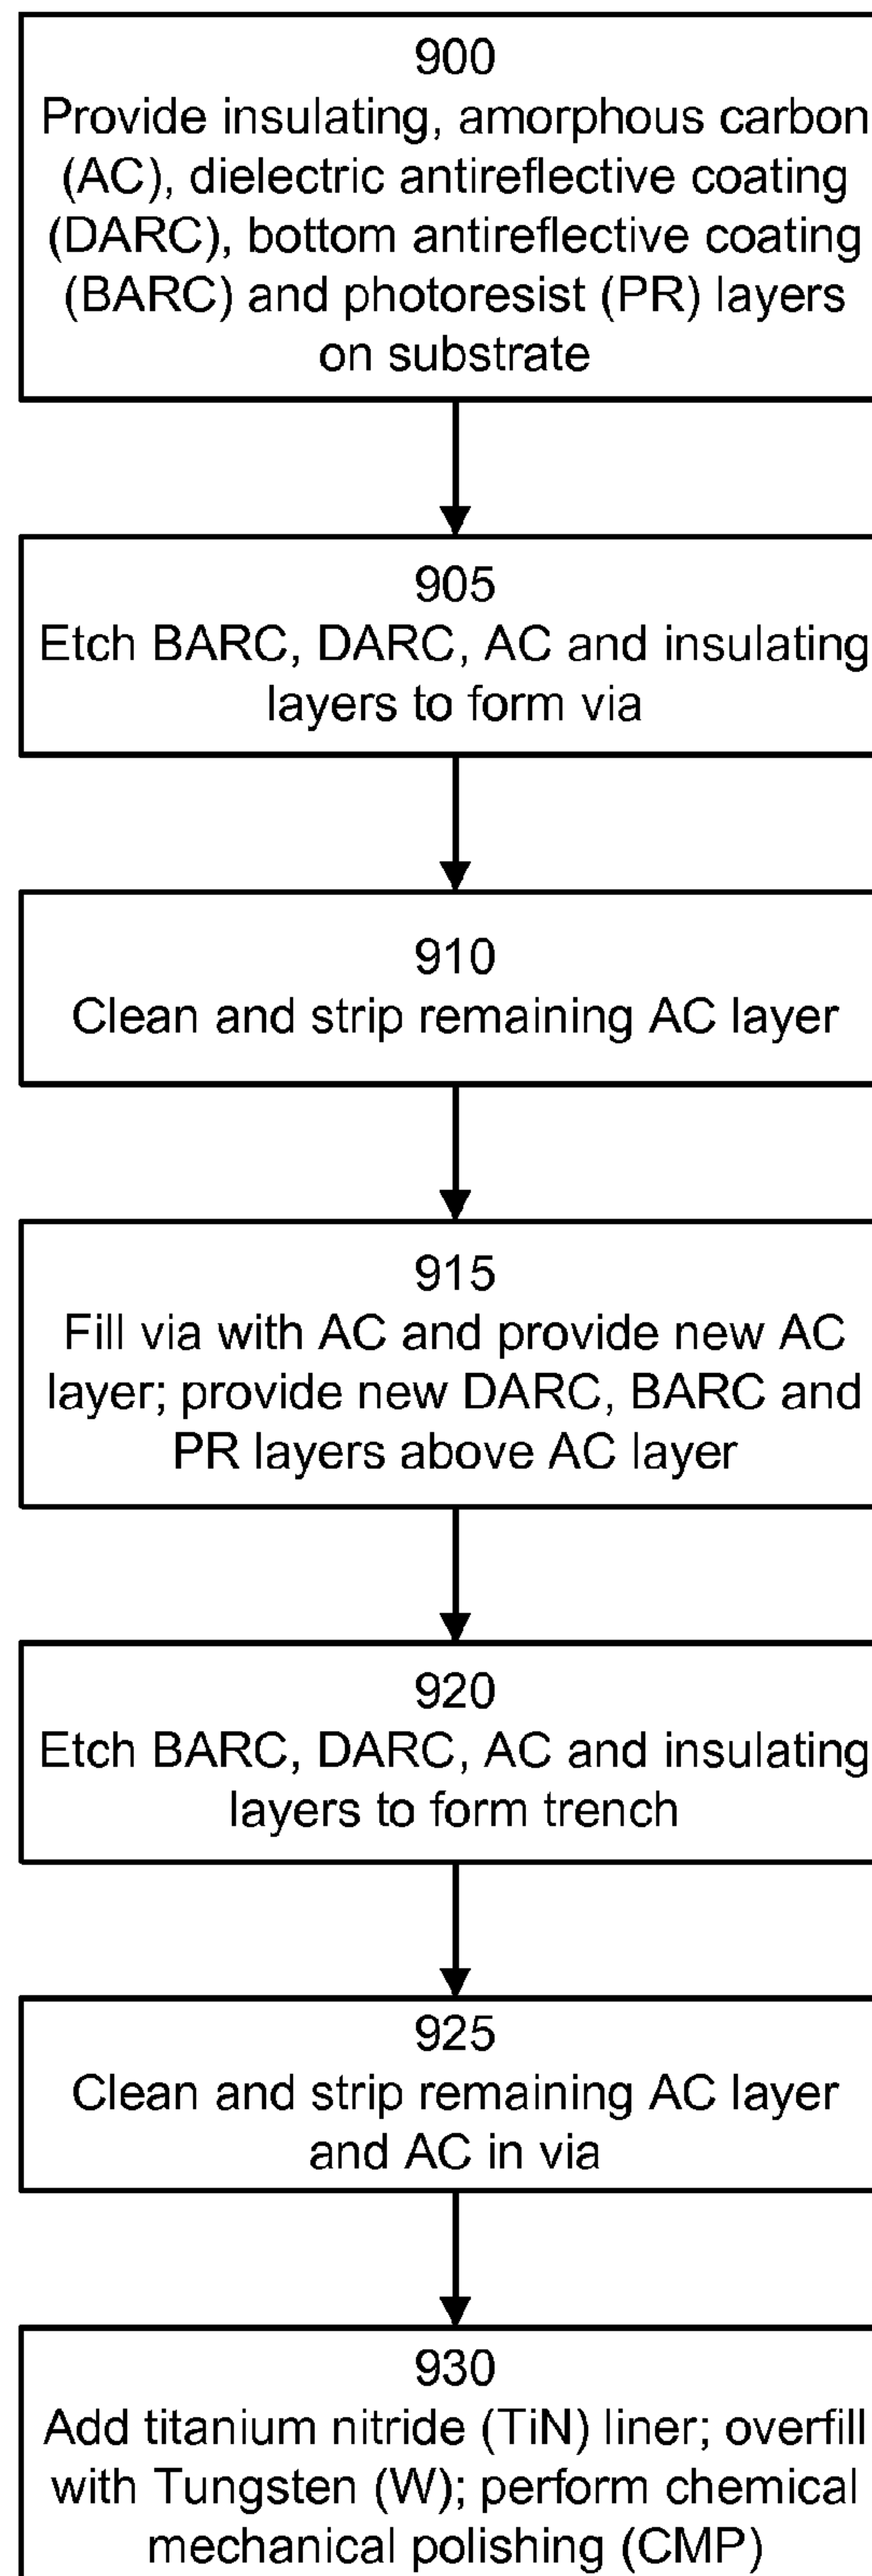 900
Provide insulating, amorphous carbon
(AC), dielectric antireflective coating
(DARC), bottom antireflective coating
(BARC) and photoresist (PR) layers
on substrate
905
Etch BARC, DARC, AC and insulating
layers to form via
910
Clean and strip remaining AC layer
915
Fill via with AC and provide new AC
layer; provide new DARC, BARC and
PR layers above AC layer
920
Etch BARC, DARC, AC and insulating
layers to form trench
925
Clean and strip remaining AC layer
and AC in via
930
Add titanium nitride (TiN) liner; overfill
with Tungsten (W); perform chemical
mechanical polishing (CMP)